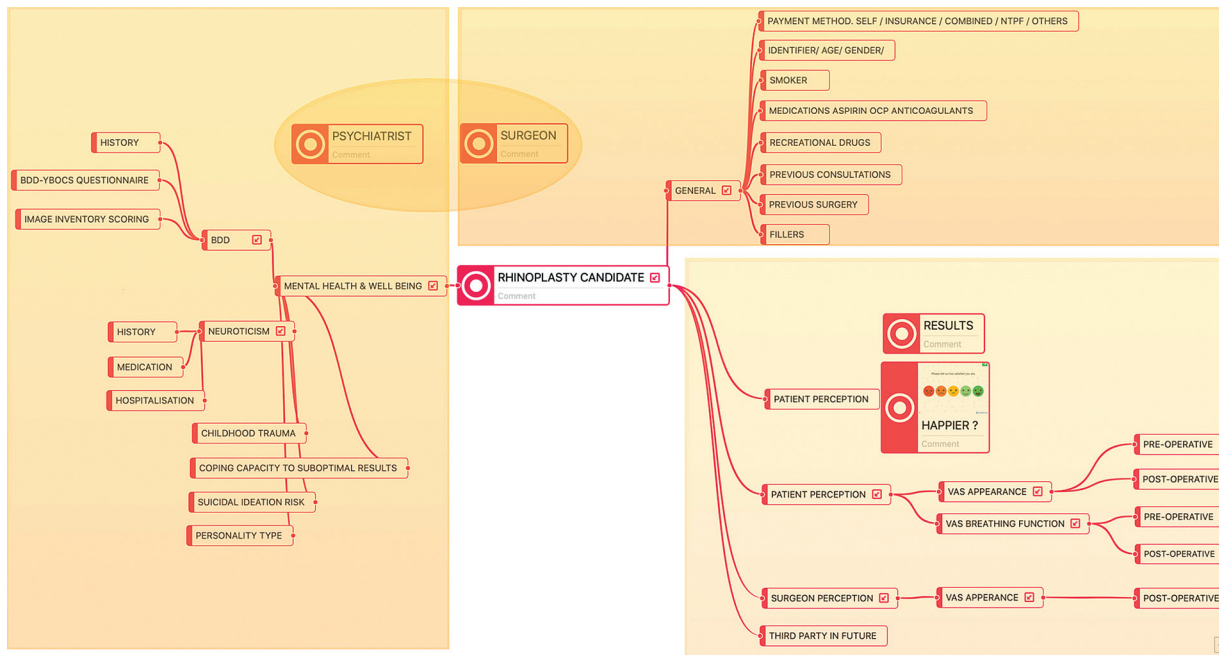 PAYMENT METHOD. SELF / INSURANCE / COMBINED / NTPF / OTHERS
IDENTIFIER/ AGE/ GENDER/
SMOKER
MEDICATIONS ASPIRIN OCP ANTICOAGULANTS
RECREATIONAL DRUGS
PREVIOUS CONSULTATIONS
PREVIOUS SURGERY
FILLERS
GENERAL
PSYCHIATRIST
Comment
SURGEON
Comment
HISTORY
BDD-YBOCS QUESTIONNAIRE
IMAGE INVENTORY SCORING
BDD
MENTAL HEALTH & WELL BEING
RHINOPLASTY CANDIDATE
Comment
HISTORY
NEUROTICISM
MEDICATION
HOSPITALISATION
CHILDHOOD TRAUMA
COPING CAPACITY TO SUBOPTIMAL RESULTS
SUICIDAL IDEATION RISK
PERSONALITY TYPE
RESULTS
Comment
PATIENT PERCEPTION
HAPPIER ?
Comment
PATIENT PERCEPTION
VAS APPEARANCE
PRE-OPERATIVE
POST-OPERATIVE
VAS BREATHING FUNCTION
PRE-OPERATIVE
POST-OPERATIVE
SURGEON PERCEPTION
VAS APPERANCE
POST-OPERATIVE
THIRD PARTY IN FUTURE